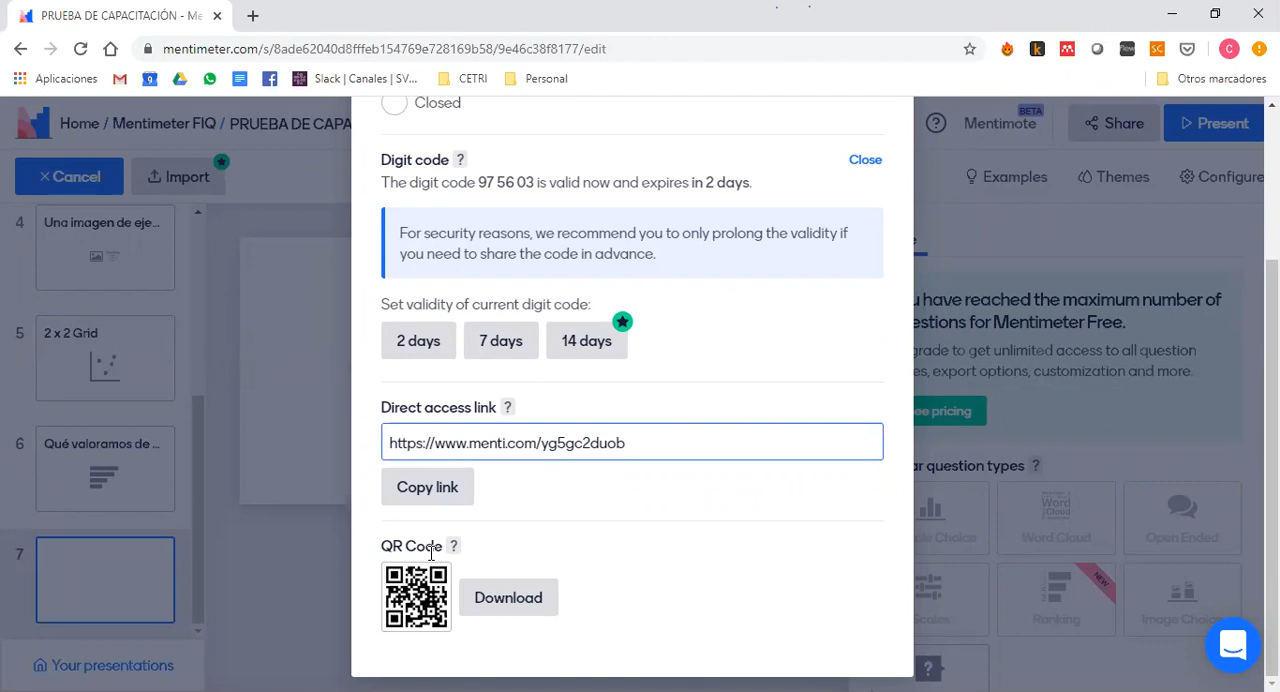 PRUEBA DE CAPACITACIÓN - Me
mentimeter.com/s/8ade62040d8fffeb154769e728169b58/9e46c38f8177/edit
Aplicaciones
Slack | Canales | SV...
CETRI
Personal
Otros marcadores
Closed
Home / Mentimeter FIQ / PRUEBA DE CAPA
Mentimote
BETA
Share
Present
Digit code ?
Close
The digit code 97 56 03 is valid now and expires in 2 days.
Cancel
Import
Examples
Themes
Configure
4
Una imagen de eje...
For security reasons, we recommend you to only prolong the validity if
you need to share the code in advance.
u have reached the maximum number of
estions for Mentimeter Free.
grade to get unlimited access to all question
es, export options, customization and more.
ee pricing
Set validity of current digit code:
2 days
7 days
14 days
5
2 x 2 Grid
Direct access link ?
https://www.menti.com/yg5gc2duob
Copy link
6
Qué valoramos de ...
ar question types ?
ple Choice
Word Cloud
Open Ended
QR Code ?
Download
7
cales
Ranking
NEW
Image Choic
Your presentations